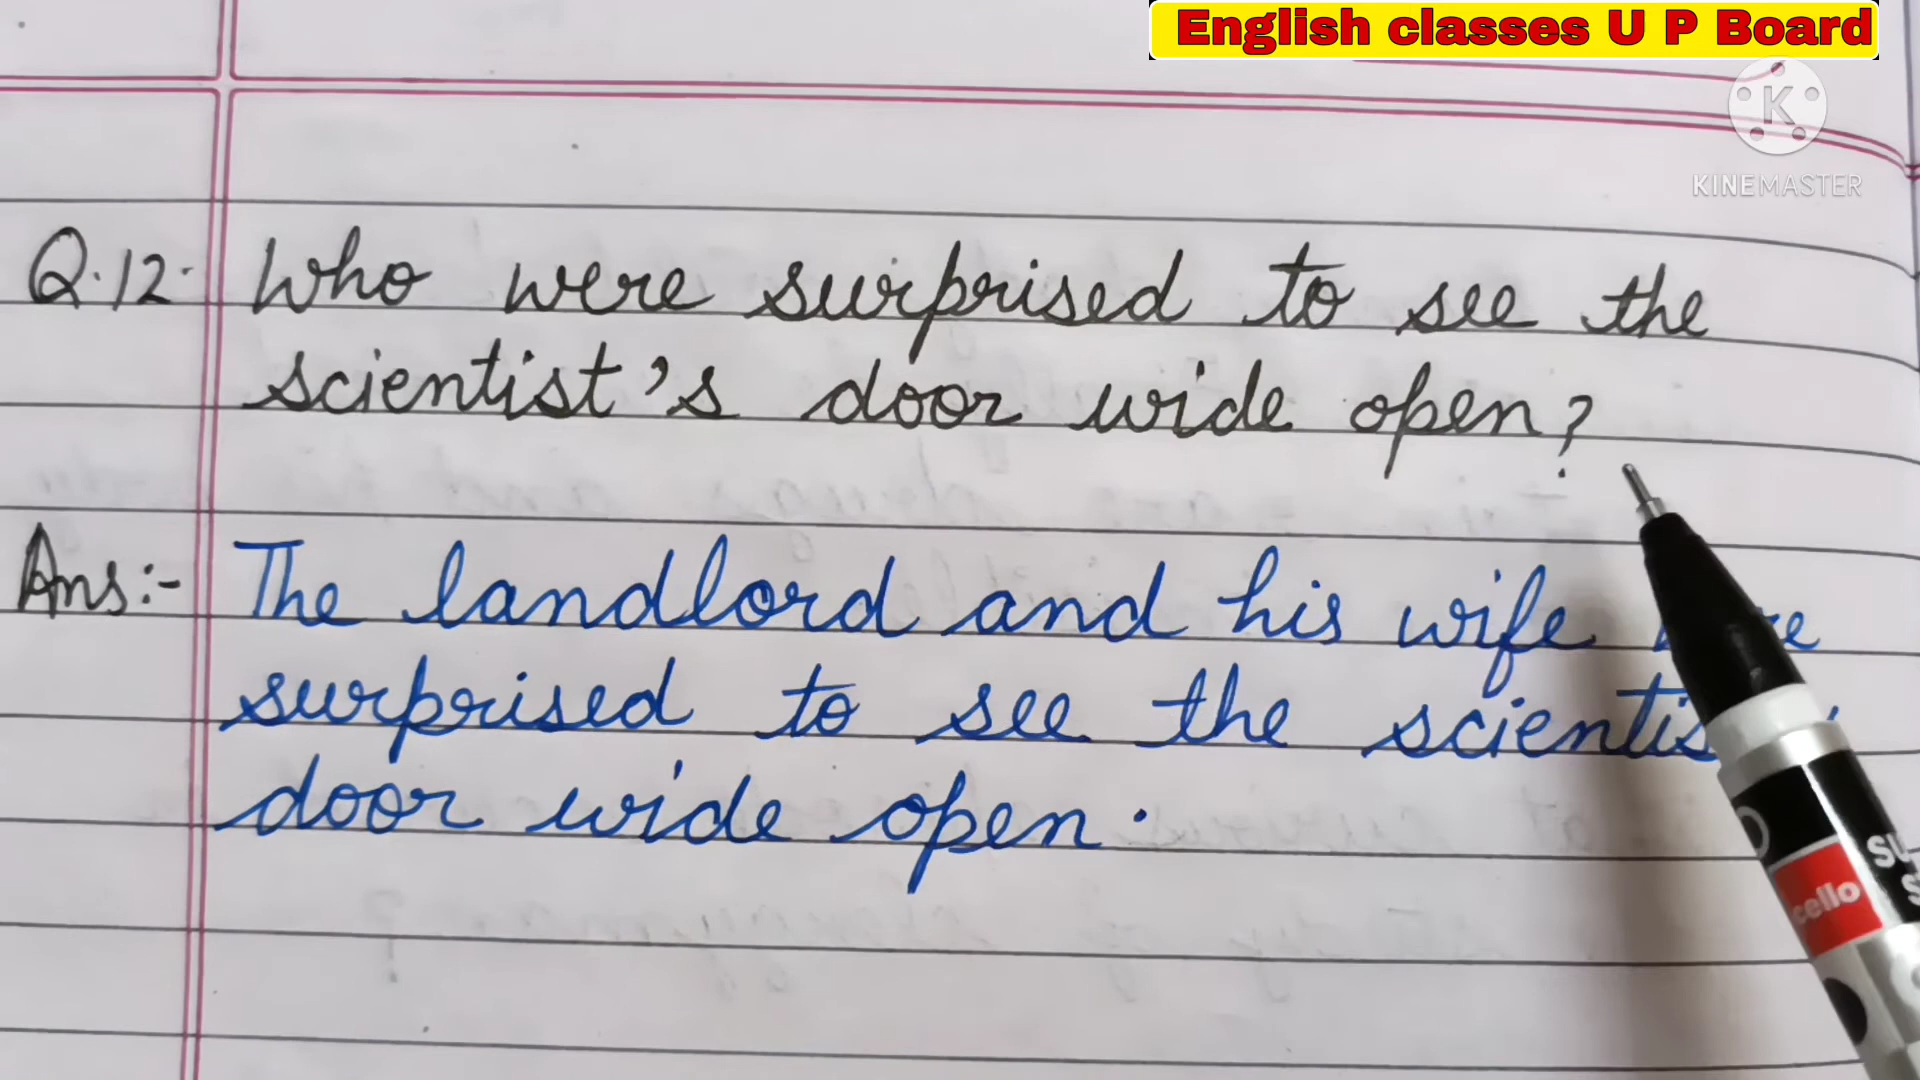 English classes U P Board
KINEMASTER
Q.12. Who were surprised to see the
scientist's door wide open?
Ans:- The landlord and his wife
surprised to see the
door wide open.
cello